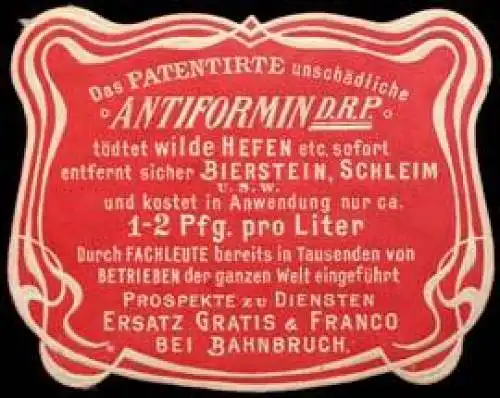 Das PATENTIRTE unschädliche
ANTIFORMIN D.R.P.
tödtet wilde HEFEN etc. sofort
entfernt sicher BIERSTEIN, SCHLEIM
U.S.W.
und kostet in Anwendung nur ca.
1-2 Pfg. pro Liter
Durch FACHLEUTE bereits in Tausenden von
BETRIEBEN der ganzen Welt eingeführt
PROSPEKTE ZU DIENSTEN
ERSATZ GRATIS & FRANCO
BEI BAHNBRUCH.